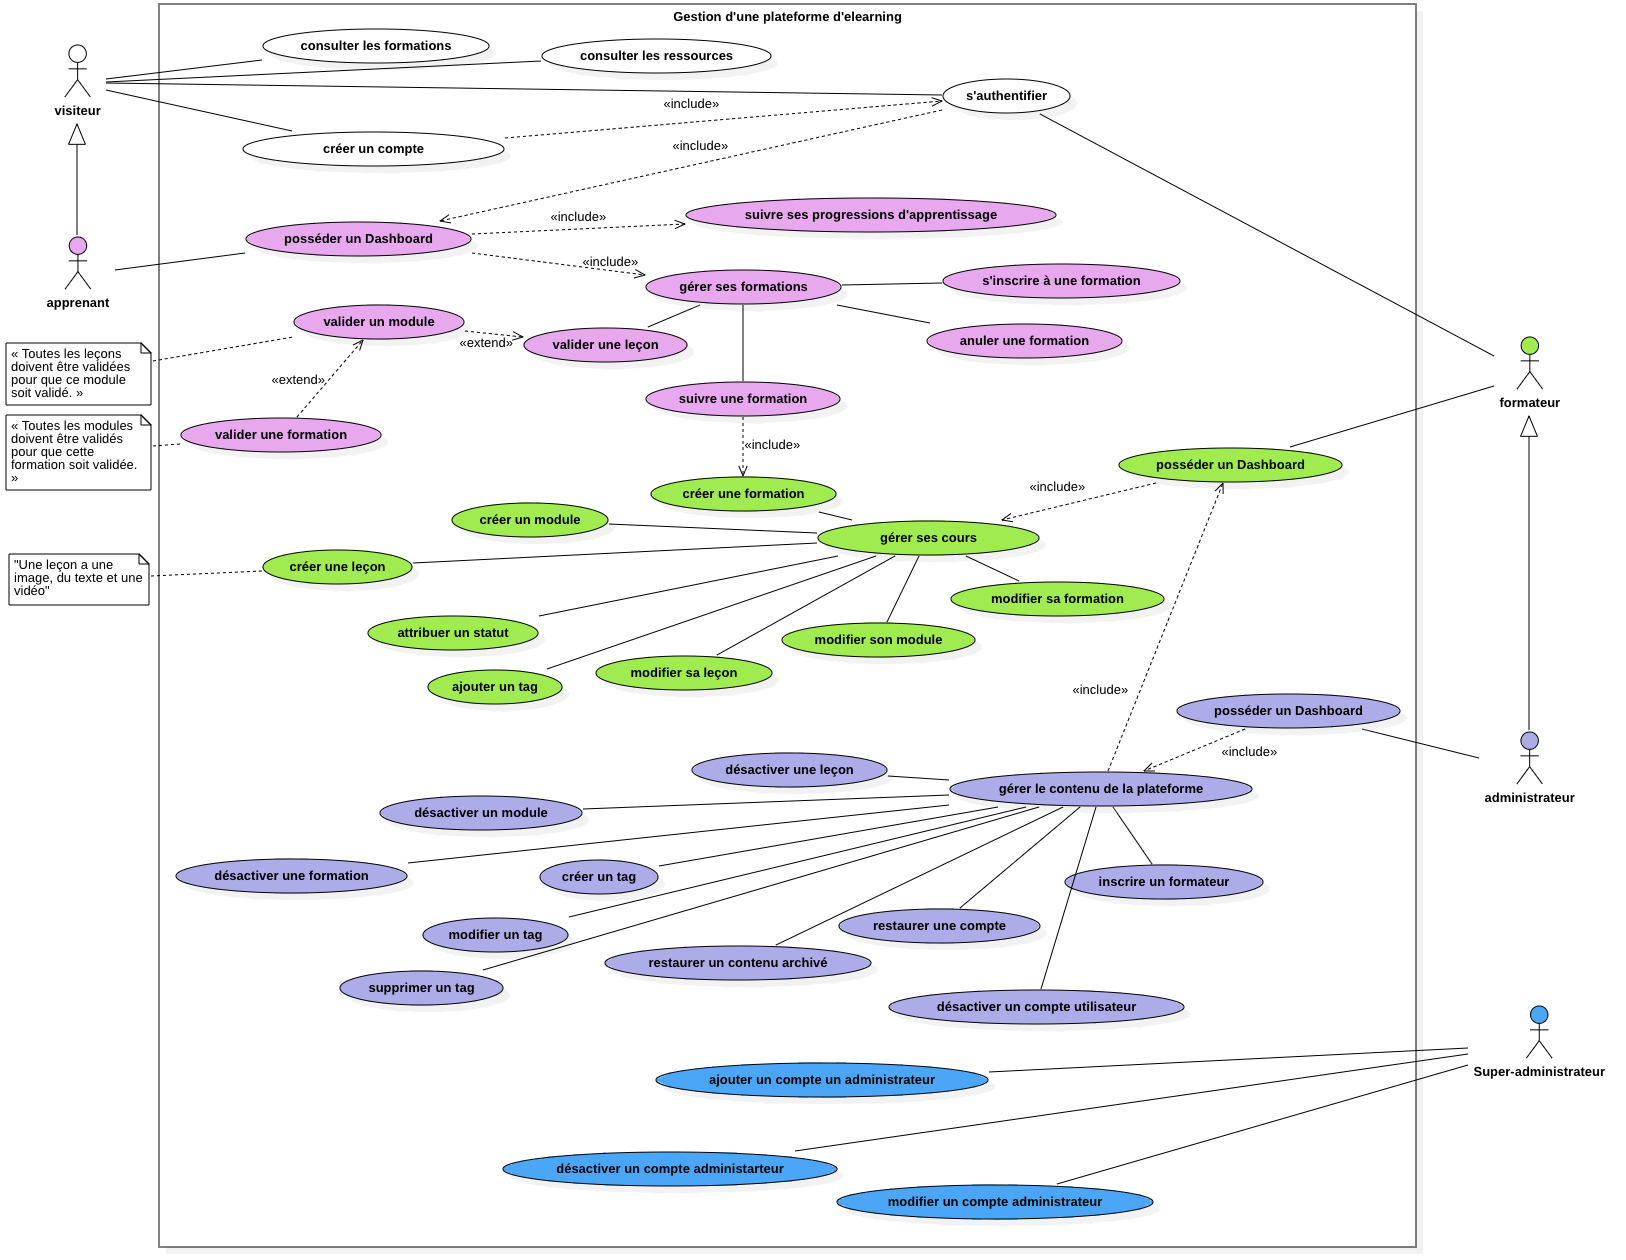 Gestion d'une plateforme d'elearning
consulter les formations
consulter les ressources
visiteur
s'authentifier
«include»
créer un compte
«include»
suivre ses progressions d'apprentissage
«include»
posséder un Dashboard
«include»
apprenant
gérer ses formations
s'inscrire à une formation
valider un module
«extend»
valider une leçon
anuler une formation
« Toutes les leçons
doivent être validées
pour que ce module
soit validé. »
«extend»
suivre une formation
formateur
« Toutes les modules
doivent être validés
pour que cette
formation soit validée.
»
valider une formation
«include»
posséder un Dashboard
«include»
créer une formation
créer un module
gérer ses cours
"Une leçon a une
image, du texte et une
vidéo"
créer une leçon
modifier sa formation
attribuer un statut
modifier son module
modifier sa leçon
ajouter un tag
«include»
posséder un Dashboard
«include»
désactiver une leçon
gérer le contenu de la plateforme
administrateur
désactiver un module
désactiver une formation
créer un tag
inscrire un formateur
modifier un tag
restaurer une compte
restaurer un contenu archivé
supprimer un tag
désactiver un compte utilisateur
Super-administrateur
ajouter un compte un administrateur
désactiver un compte administarteur
modifier un compte administrateur